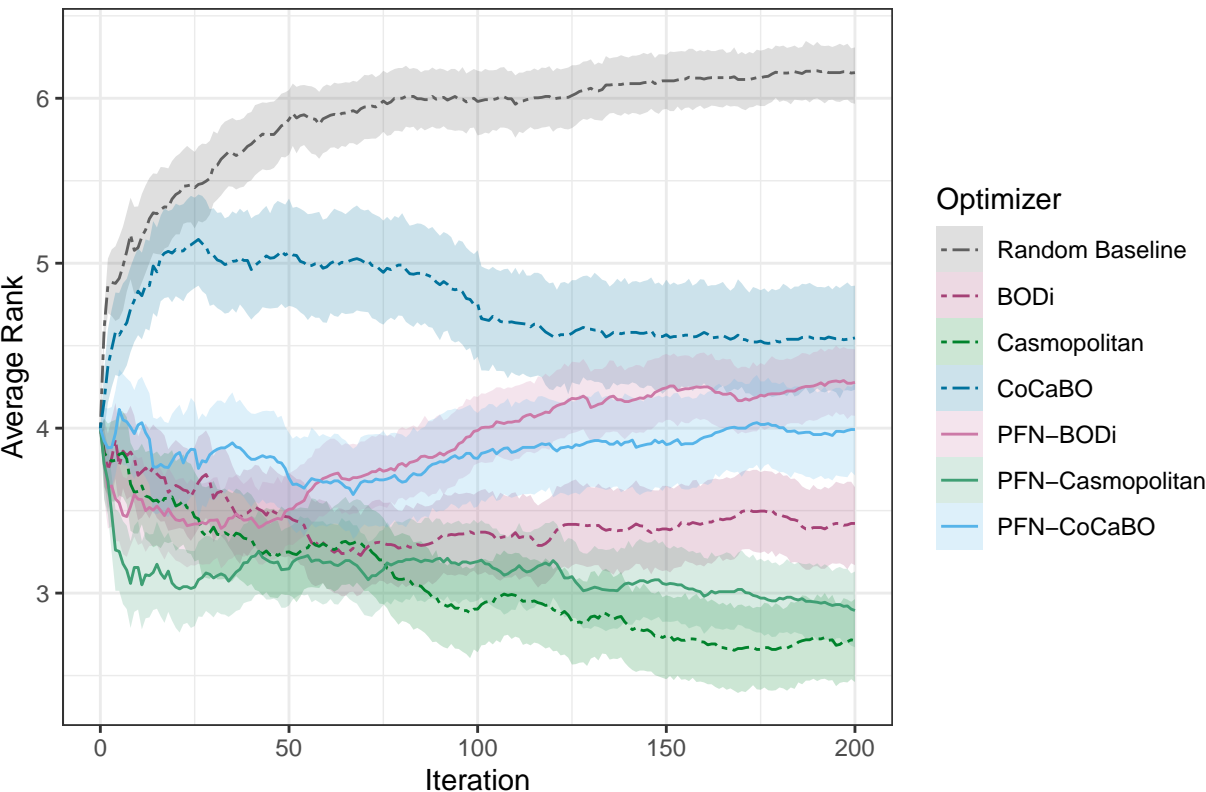 Average Rank
6
5
4
3
0
50
100
150
200
Iteration
Optimizer
Random Baseline
BODi
Casmopolitan
CoCaBO
PFN−BODi
PFN−Casmopolitan
PFN−CoCaBO